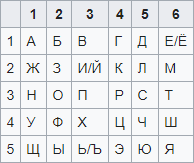 1 2 3 4 5 6
1 А Б В Г Д Е/Ё
2 Ж З И/Й К Л М
3 Н О П Р С Т
4 У Ф Х Ц Ч Ш
5 Щ Ы Ь/Ъ Э Ю Я